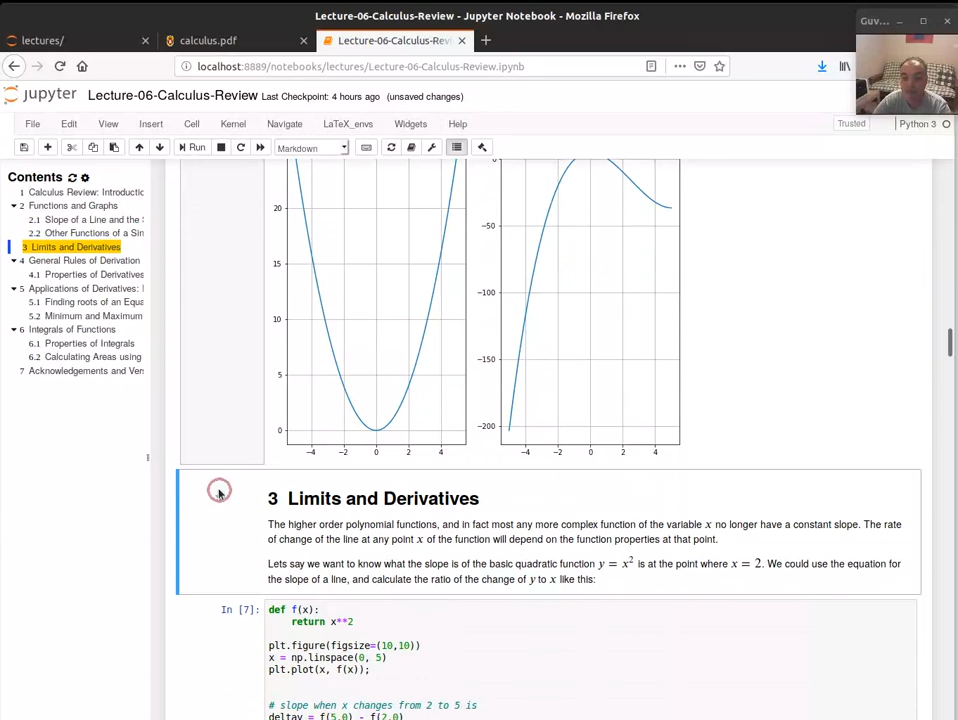 Lecture-06-Calculus-Review - Jupyter Notebook - Mozilla Firefox
Guv...
lectures/
calculus.pdf
Lecture-06-Calculus-Revi
localhost:8889/notebooks/lectures/Lecture-06-Calculus-Review.ipynb
jupyter Lecture-06-Calculus-Review Last Checkpoint: 4 hours ago (unsaved changes)
File Edit View Insert Cell Kernel Navigate LaTeX_envs Widgets Help Trusted Python 3
Run Markdown
Contents
1 Calculus Review: Introductic
2 Functions and Graphs
2.1 Slope of a Line and the :
2.2 Other Functions of a Sin
3 Limits and Derivatives
4 General Rules of Derivation
4.1 Properties of Derivatives
5 Applications of Derivatives: I
5.1 Finding roots of an Equa
5.2 Minimum and Maximum
6 Integrals of Functions
6.1 Properties of Integrals
6.2 Calculating Areas using
7 Acknowledgements and Vers
20
15
10
5
0
−4 −2 0 2 4
0
−50
−100
−150
−200
−4 −2 0 2 4
3 Limits and Derivatives
The higher order polynomial functions, and in fact most any more complex function of the variable x no longer have a constant slope. The rate
of change of the line at any point x of the function will depend on the function properties at that point.
Lets say we want to know what the slope is of the basic quadratic function y = x² is at the point where x = 2. We could use the equation for
the slope of a line, and calculate the ratio of the change of y to x like this:
In [7]: def f(x):
return x**2
plt.figure(figsize=(10,10))
x = np.linspace(0, 5)
plt.plot(x, f(x));
# slope when x changes from 2 to 5 is
deltay = f(5.0) - f(2.0)